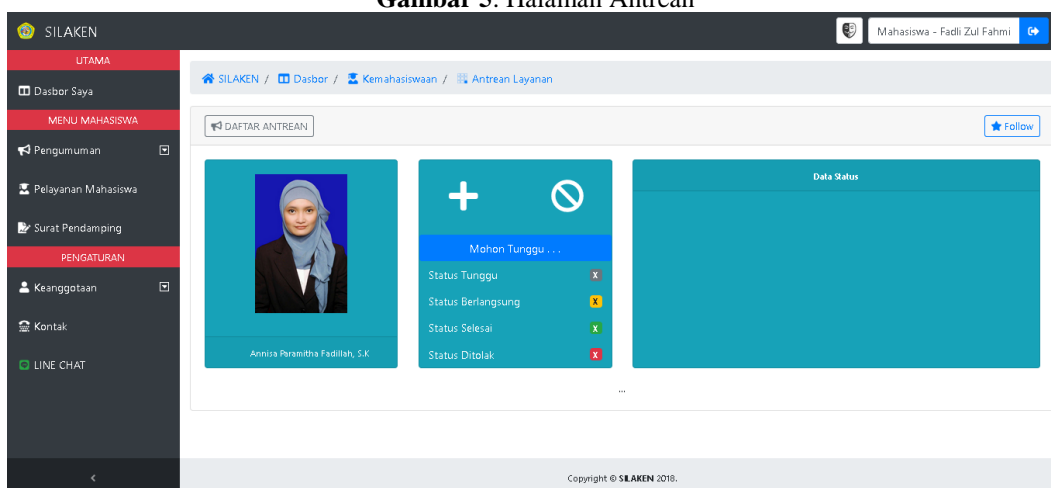 Gambar 3. Halaman Antrean
SILAKEN
Mahasiswa - Fadli Zul Fahmi
UTAMA
Dasbor Saya
MENU MAHASISWA
Pengumuman
Pelayanan Mahasiswa
Surat Pendamping
PENGATURAN
Keanggotaan
Kontak
LINE CHAT
SILAKEN / Dasbor / Kemahasiswaan / Antrean Layanan
DAFTAR ANTREAN
Follow
Annisa Paramitha Fadillah, S.K
Mohon Tunggu . . .
Status Tunggu X
Status Berlangsung X
Status Selesai X
Status Ditolak X
Data Status
...
Copyright © SILAKEN 2018.